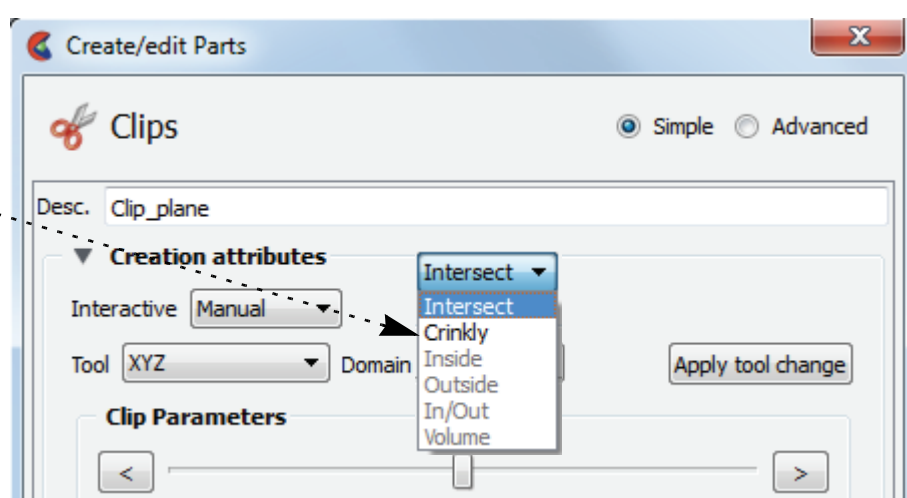 Create/edit Parts
x
Clips
Simple
Advanced
Desc. Clip_plane
Creation attributes
Intersect
Interactive Manual
Intersect
Crinkly
Tool XYZ
Domain
Inside
Apply tool change
Outside
Clip Parameters
In/Out
Volume
<
>